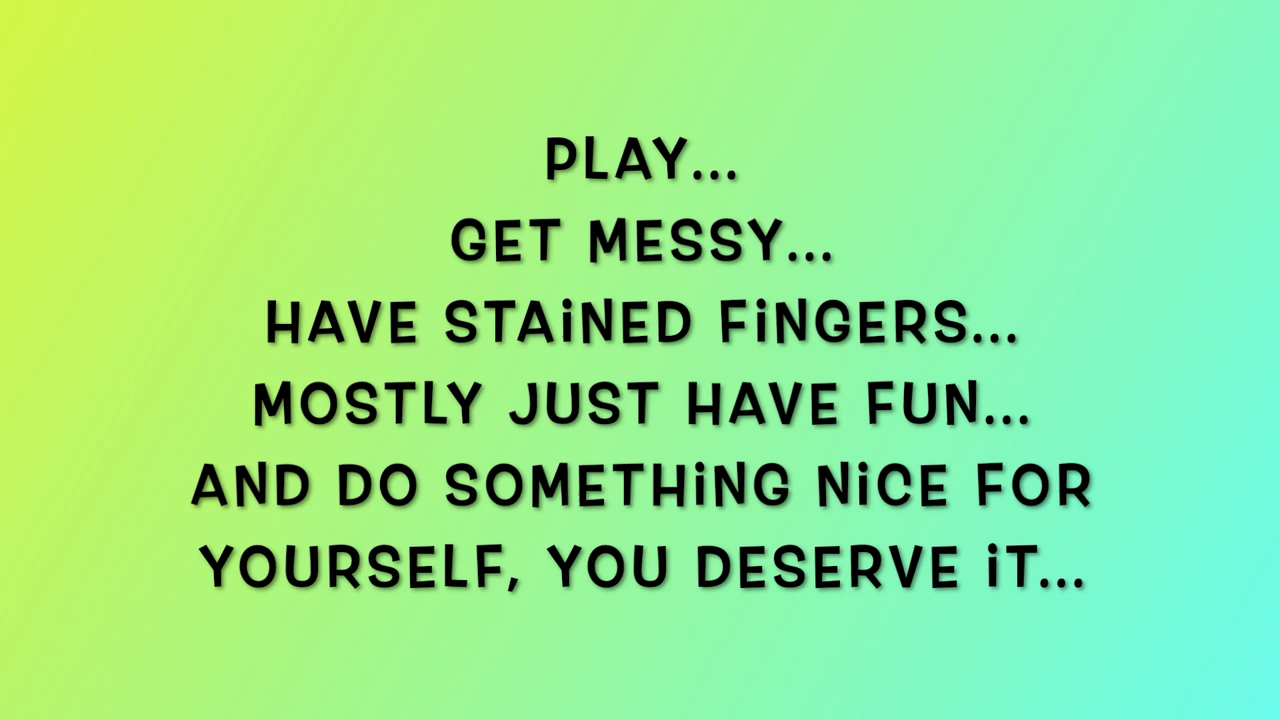 PLAY...
GET MESSY...
HAVE STAiNED FiNGERS...
MOSTLY JUST HAVE FUN...
AND DO SOMETHiNG NiCE FOR
YOURSELF, YOU DESERVE iT...